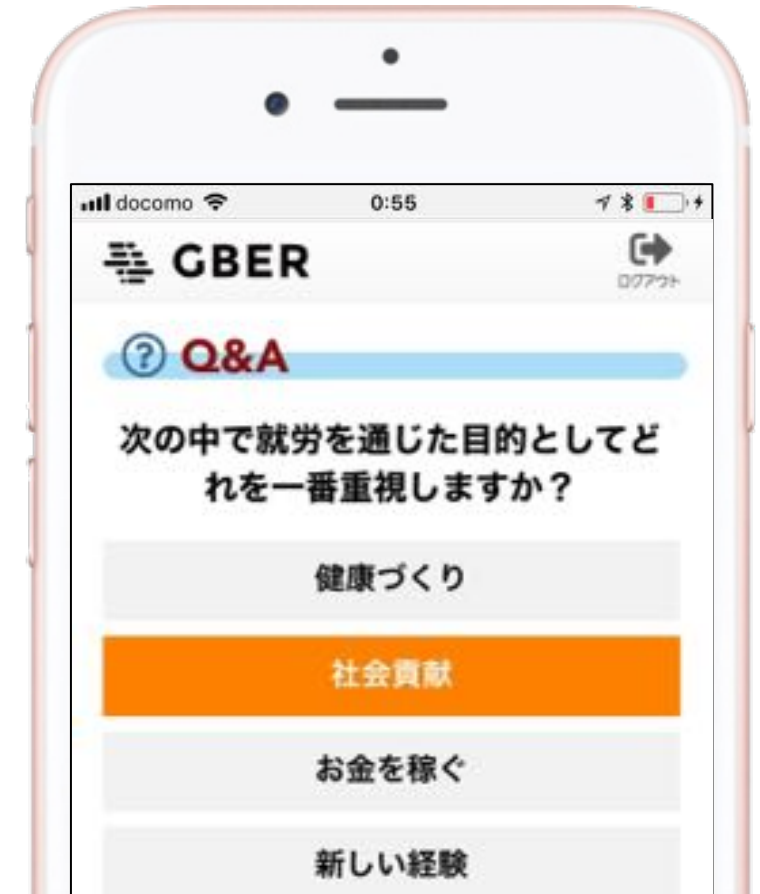 docomo 0:55
GBER
ログアウト
Q&A
次の中で就労を通じた目的としてど
れを一番重視しますか？
健康づくり
社会貢献
お金を稼ぐ
新しい経験